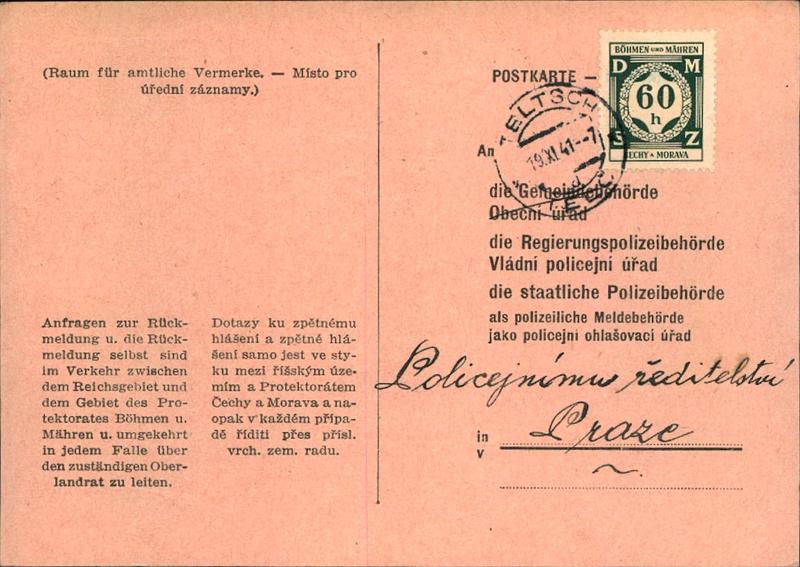 (Raum für amtliche Vermerke. — Místo pro
úřední záznamy.)
Anfragen zur Rück-
meldung u. die Rück-
meldung selbst sind
im Verkehr zwischen
dem Reichsgebiet und
dem Gebiet des Pro-
tektorates Böhmen u.
Mähren u. umgekehrt
in jedem Falle über
den zuständigen Ober-
landrat zu leiten.
Dotazy ku zpětnému
hlášení a zpětné hlá-
šení samo jest ve sty-
ku mezi říšským úze-
mím a Protektorátem
Čechy a Morava a na-
opak v každém přípa-
dě říditi přes přísl.
vrch. zem. radu.
POSTKARTE —
BÖHMEN UND MÄHREN
D M
60
h
S Z
ČECHY ★ MORAVA
TELTSCH
19.XI.41.-7
TELČ
An
die Gemeindebehörde
Obecní úřad
die Regierungspolizeibehörde
Vládní policejní úřad
die staatliche Polizeibehörde
als polizeiliche Meldebehörde
jako policejní ohlašovací úřad
Policejnímu ředitelství
in
v
Praze